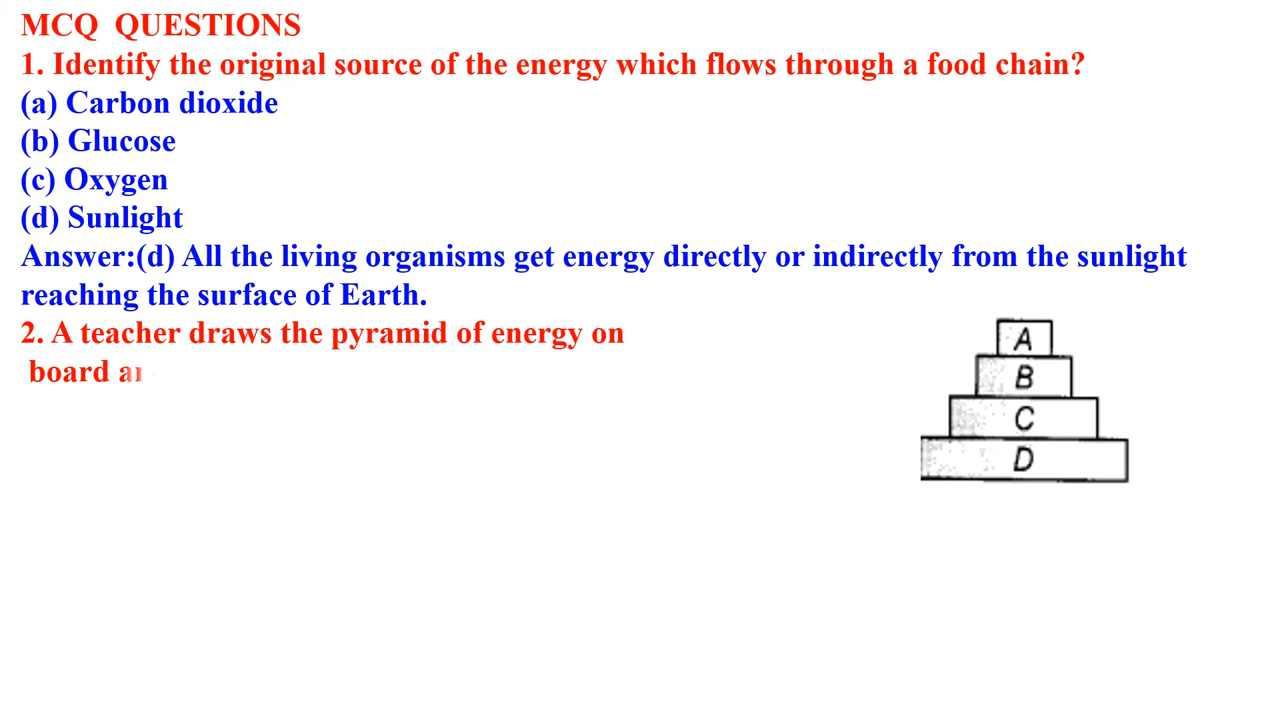 MCQ QUESTIONS
1. Identify the original source of the energy which flows through a food chain?
(a) Carbon dioxide
(b) Glucose
(c) Oxygen
(d) Sunlight
Answer:(d) All the living organisms get energy directly or indirectly from the sunlight
reaching the surface of Earth.
2. A teacher draws the pyramid of energy on
board
A
B
C
D